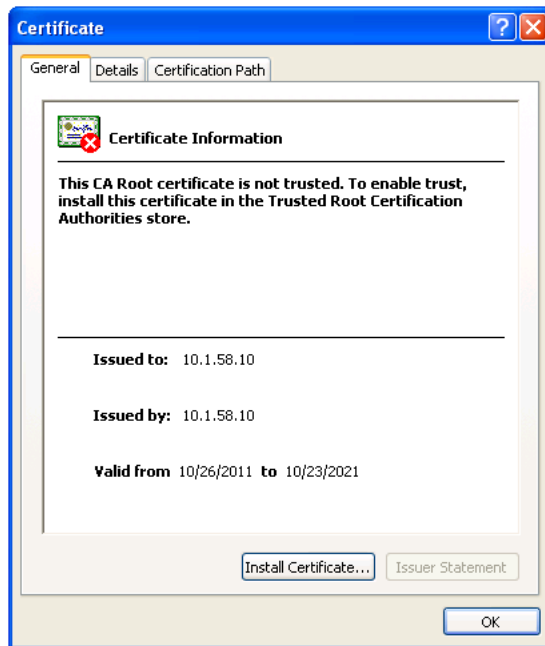 Certificate
General Details Certification Path
Certificate Information
This CA Root certificate is not trusted. To enable trust,
install this certificate in the Trusted Root Certification
Authorities store.
Issued to: 10.1.58.10
Issued by: 10.1.58.10
Valid from 10/26/2011 to 10/23/2021
Install Certificate... Issuer Statement
OK